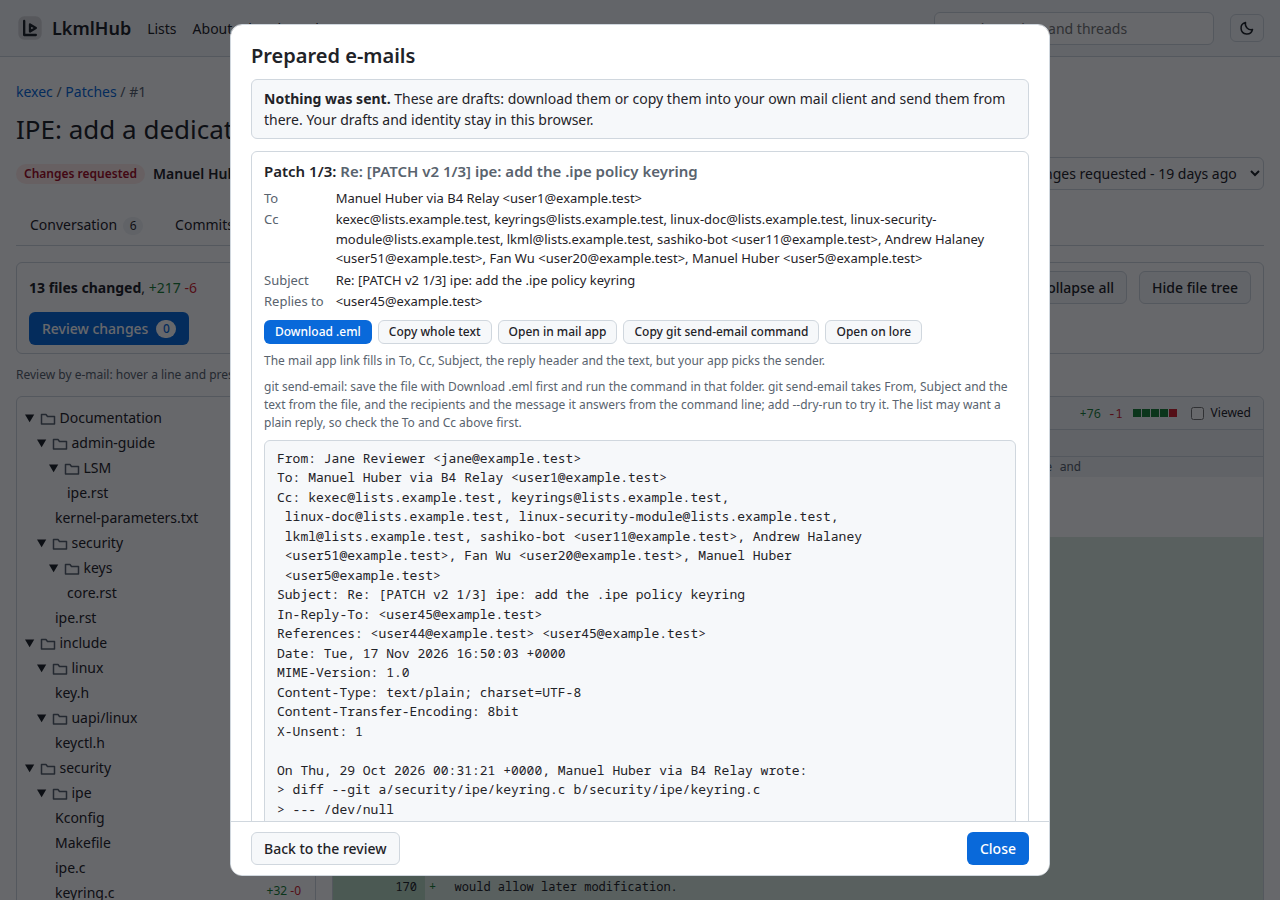 LkmlHub Lists About and threads
Prepared e-mails
Nothing was sent. These are drafts: download them or copy them into your own mail client and send them from
there. Your drafts and identity stay in this browser.
kexec / Patches / #1
IPE: add a dedicat
Changes requested Manuel Hul
ges requested - 19 days ago
Conversation 6 Commits
13 files changed, +217 -6
ollapse all Hide file tree
Review changes 0
Review by e-mail: hover a line and pres
Patch 1/3: Re: [PATCH v2 1/3] ipe: add the .ipe policy keyring
To Manuel Huber via B4 Relay <user1@example.test>
Cc kexec@lists.example.test, keyrings@lists.example.test, linux-doc@lists.example.test, linux-security-
module@lists.example.test, lkml@lists.example.test, sashiko-bot <user11@example.test>, Andrew Halaney
<user51@example.test>, Fan Wu <user20@example.test>, Manuel Huber <user5@example.test>
Subject Re: [PATCH v2 1/3] ipe: add the .ipe policy keyring
Replies to <user45@example.test>
Download .eml Copy whole text Open in mail app Copy git send-email command Open on lore
The mail app link fills in To, Cc, Subject, the reply header and the text, but your app picks the sender.
git send-email: save the file with Download .eml first and run the command in that folder. git send-email takes From, Subject and the
text from the file, and the recipients and the message it answers from the command line; add --dry-run to try it. The list may want a
plain reply, so check the To and Cc above first.
From: Jane Reviewer <jane@example.test>
To: Manuel Huber via B4 Relay <user1@example.test>
Cc: kexec@lists.example.test, keyrings@lists.example.test,
linux-doc@lists.example.test, linux-security-module@lists.example.test,
lkml@lists.example.test, sashiko-bot <user11@example.test>, Andrew Halaney
<user51@example.test>, Fan Wu <user20@example.test>, Manuel Huber
<user5@example.test>
Subject: Re: [PATCH v2 1/3] ipe: add the .ipe policy keyring
In-Reply-To: <user45@example.test>
References: <user44@example.test> <user45@example.test>
Date: Tue, 17 Nov 2026 16:50:03 +0000
MIME-Version: 1.0
Content-Type: text/plain; charset=UTF-8
Content-Transfer-Encoding: 8bit
X-Unsent: 1
On Thu, 29 Oct 2026 00:31:21 +0000, Manuel Huber via B4 Relay wrote:
> diff --git a/security/ipe/keyring.c b/security/ipe/keyring.c
> --- /dev/null
Back to the review Close
Documentation
admin-guide
LSM
ipe.rst
kernel-parameters.txt
security
keys
core.rst
ipe.rst
include
linux
key.h
uapi/linux
keyctl.h
security
ipe
Kconfig
Makefile
ipe.c
keyring.c +32 -0
+76 -1 Viewed
and
170 + would allow later modification.